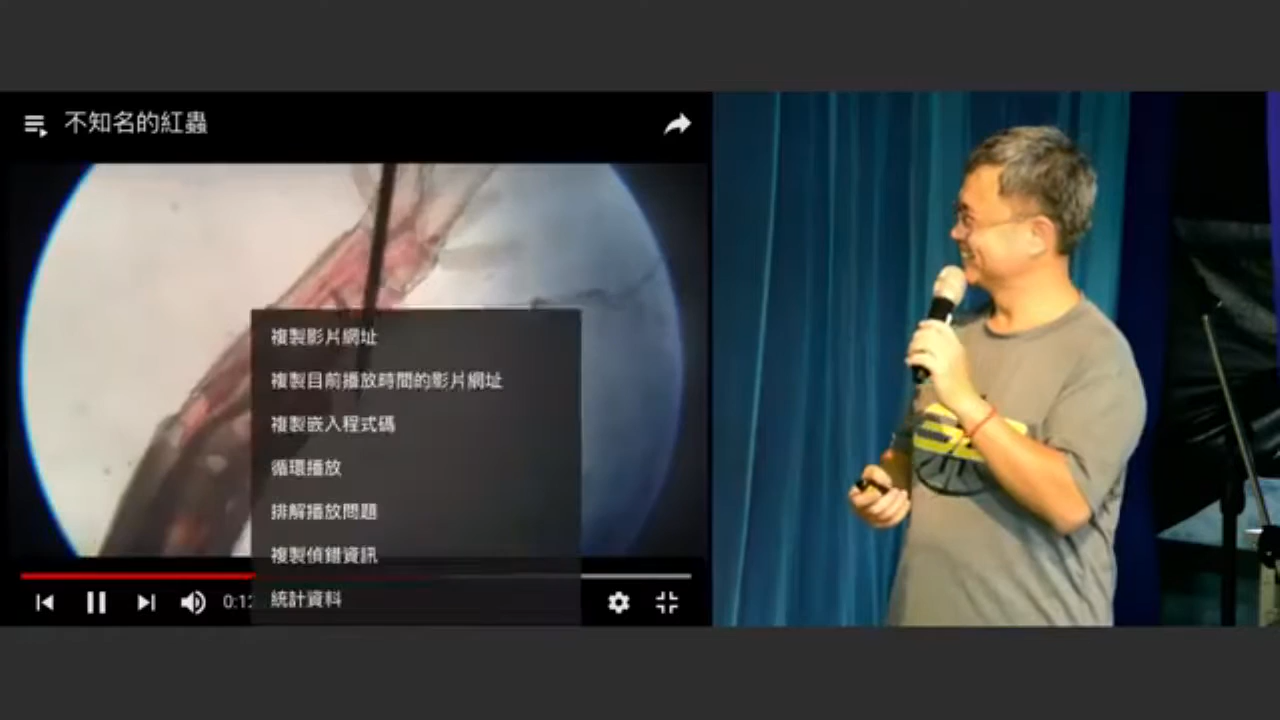 不知名的紅蟲
複製影片網址
複製目前播放時間的影片網址
複製嵌入程式碼
循環播放
排解播放問題
複製偵錯資訊
0:12
統計資料